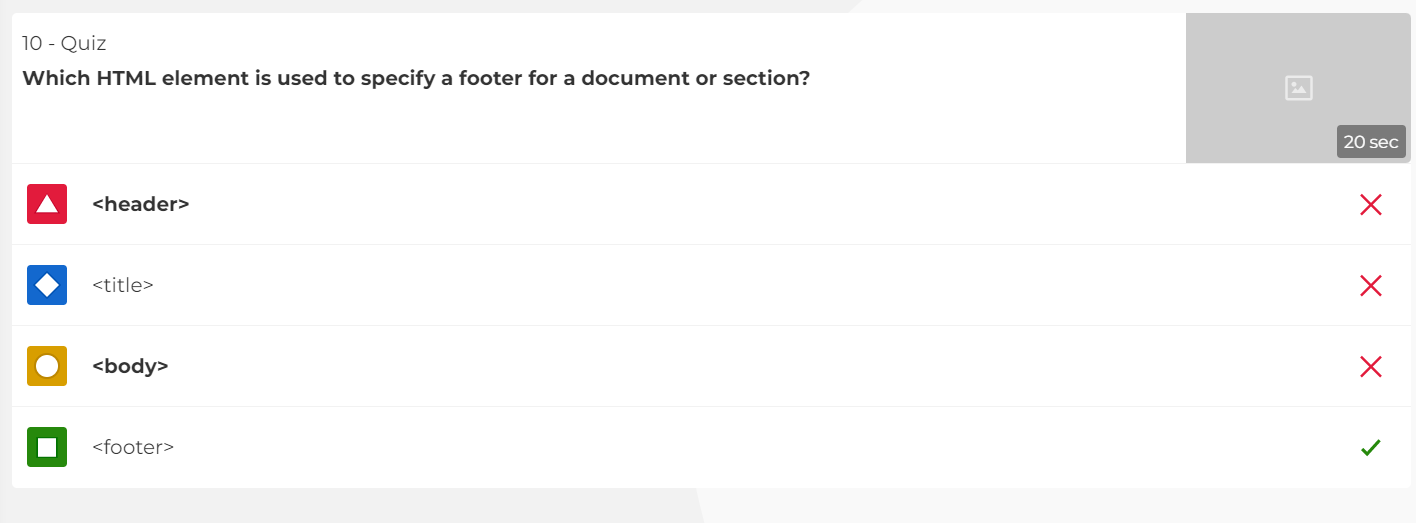 10 - Quiz
Which HTML element is used to specify a footer for a document or section?
20 sec
<header>
<title>
<body>
<footer>